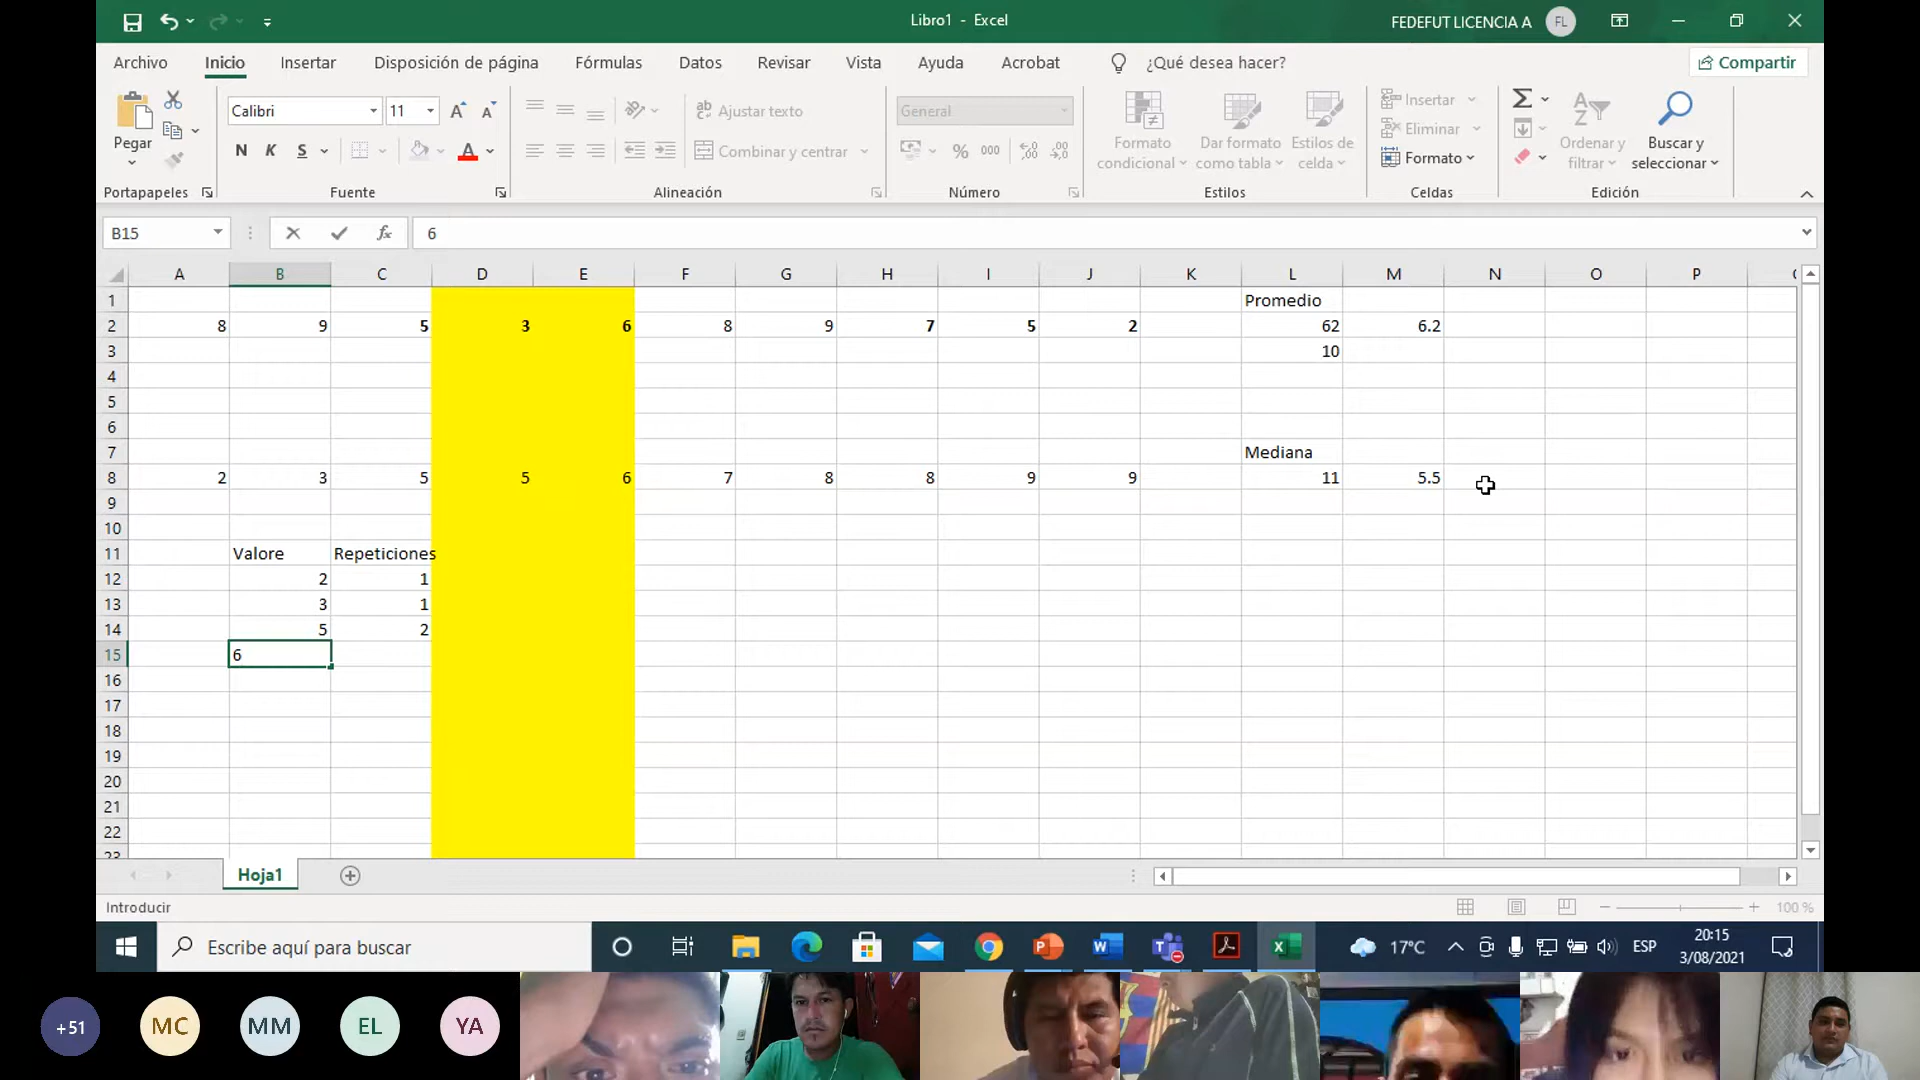 Libro1 - Excel
FEDEFUT LICENCIA A
FL
Archivo
Inicio
Insertar
Disposición de página
Fórmulas
Datos
Revisar
Vista
Ayuda
Acrobat
¿Qué desea hacer?
Compartir
Pegar
Calibri
11
N K S
Ajustar texto
Combinar y centrar
General
% 000
Formato condicional
Dar formato como tabla
Estilos de celda
Insertar
Eliminar
Formato
Ordenar y filtrar
Buscar y seleccionar
Portapapeles
Fuente
Alineación
Número
Estilos
Celdas
Edición
B15
fx
6
A B C D E F G H I J K L M N O P
1 Promedio
2 8 9 5 3 6 8 9 7 5 2 62 6.2
3 10
4
5
6
7 Mediana
8 2 3 5 5 6 7 8 8 9 9 11 5.5
9
10
11 Valore Repeticiones
12 2 1
13 3 1
14 5 2
15 6
16
17
18
19
20
21
22
23
Hoja1
Introducir
100 %
Escribe aquí para buscar
17°C
ESP
20:15
3/08/2021
+51
MC
MM
EL
YA